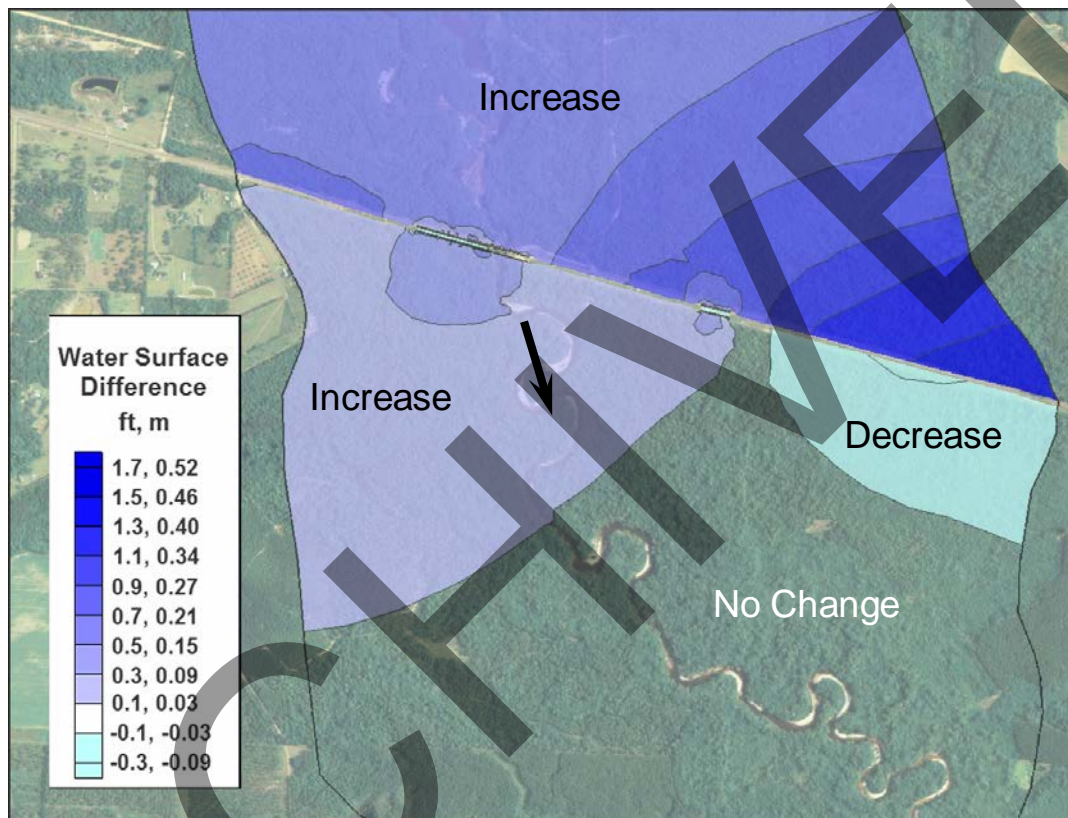 Increase
Increase
Decrease
No Change
Water Surface
Difference
ft, m
1.7, 0.52
1.5, 0.46
1.3, 0.40
1.1, 0.34
0.9, 0.27
0.7, 0.21
0.5, 0.15
0.3, 0.09
0.1, 0.03
-0.1, -0.03
-0.3, -0.09